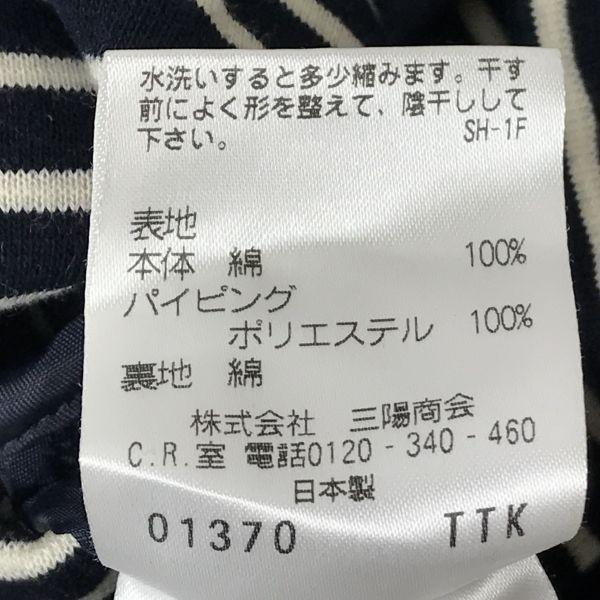 水洗いすると多少縮みます。干す
前によく形を整えて、陰干しして
下さい。 SH-1F
表地
本体 綿 100%
パイピング
ポリエステル 100%
裏地 綿
株式会社 三陽商会
C.R.室 電話0120-340-460
日本製
01370 TTK